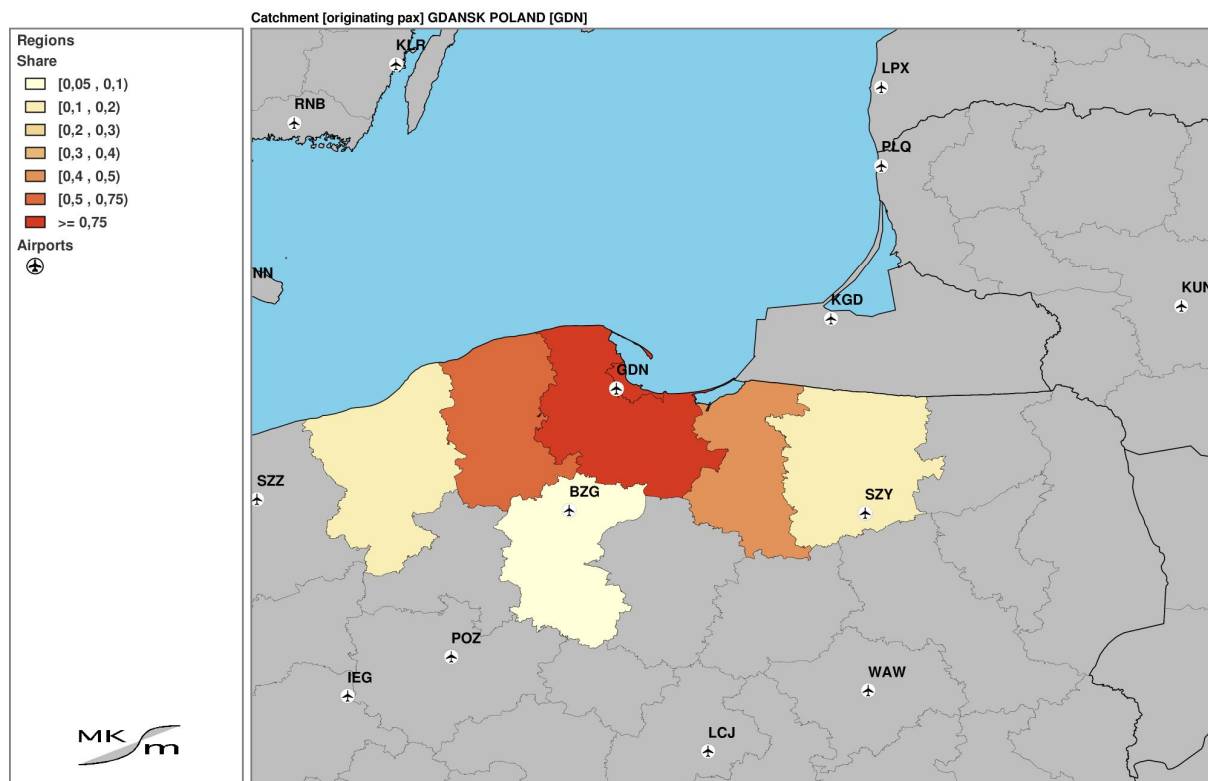 Catchment [originating pax] GDANSK POLAND [GDN]
Regions
Share
[0,05 , 0,1)
[0,1 , 0,2)
[0,2 , 0,3)
[0,3 , 0,4)
[0,4 , 0,5)
[0,5 , 0,75)
>= 0,75
Airports
KLR
LPX
RNB
PLQ
NN
KGD
KUN
GDN
SZZ
BZG
SZY
POZ
IEG
WAW
LCJ
MK
m